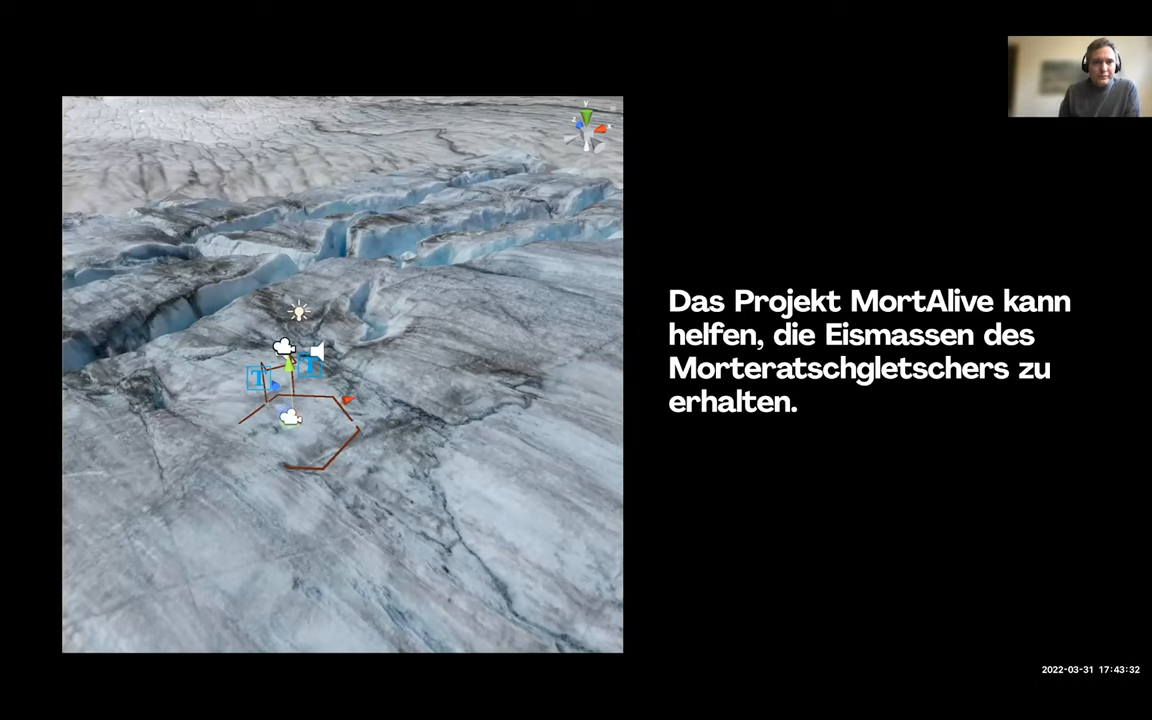 y
z
x
T
T
Das Projekt MortAlive kann
helfen, die Eismassen des
Morteratschgletschers zu
erhalten.
2022-03-31 17:43:32